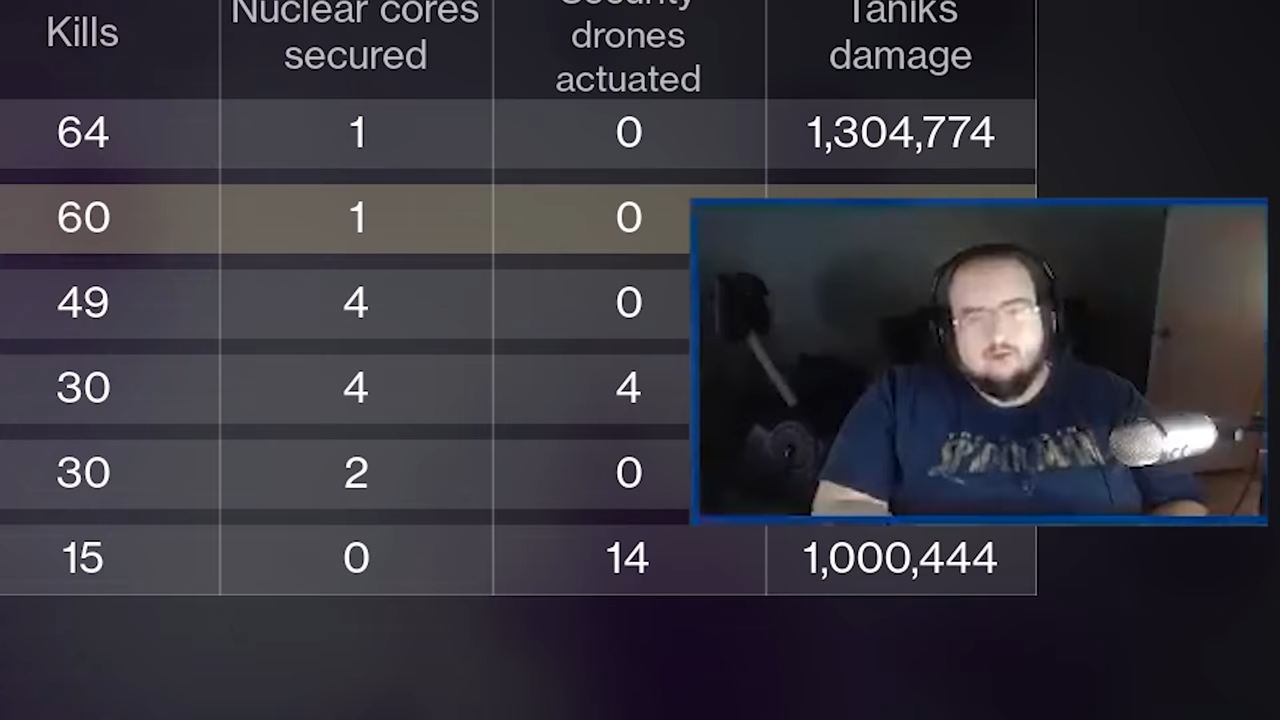 Kills
Nuclear cores
secured
Security
drones
actuated
Taniks
damage
64 1 0 1,304,774
60 1 0
49 4 0
30 4 4
30 2 0
15 0 14 1,000,444